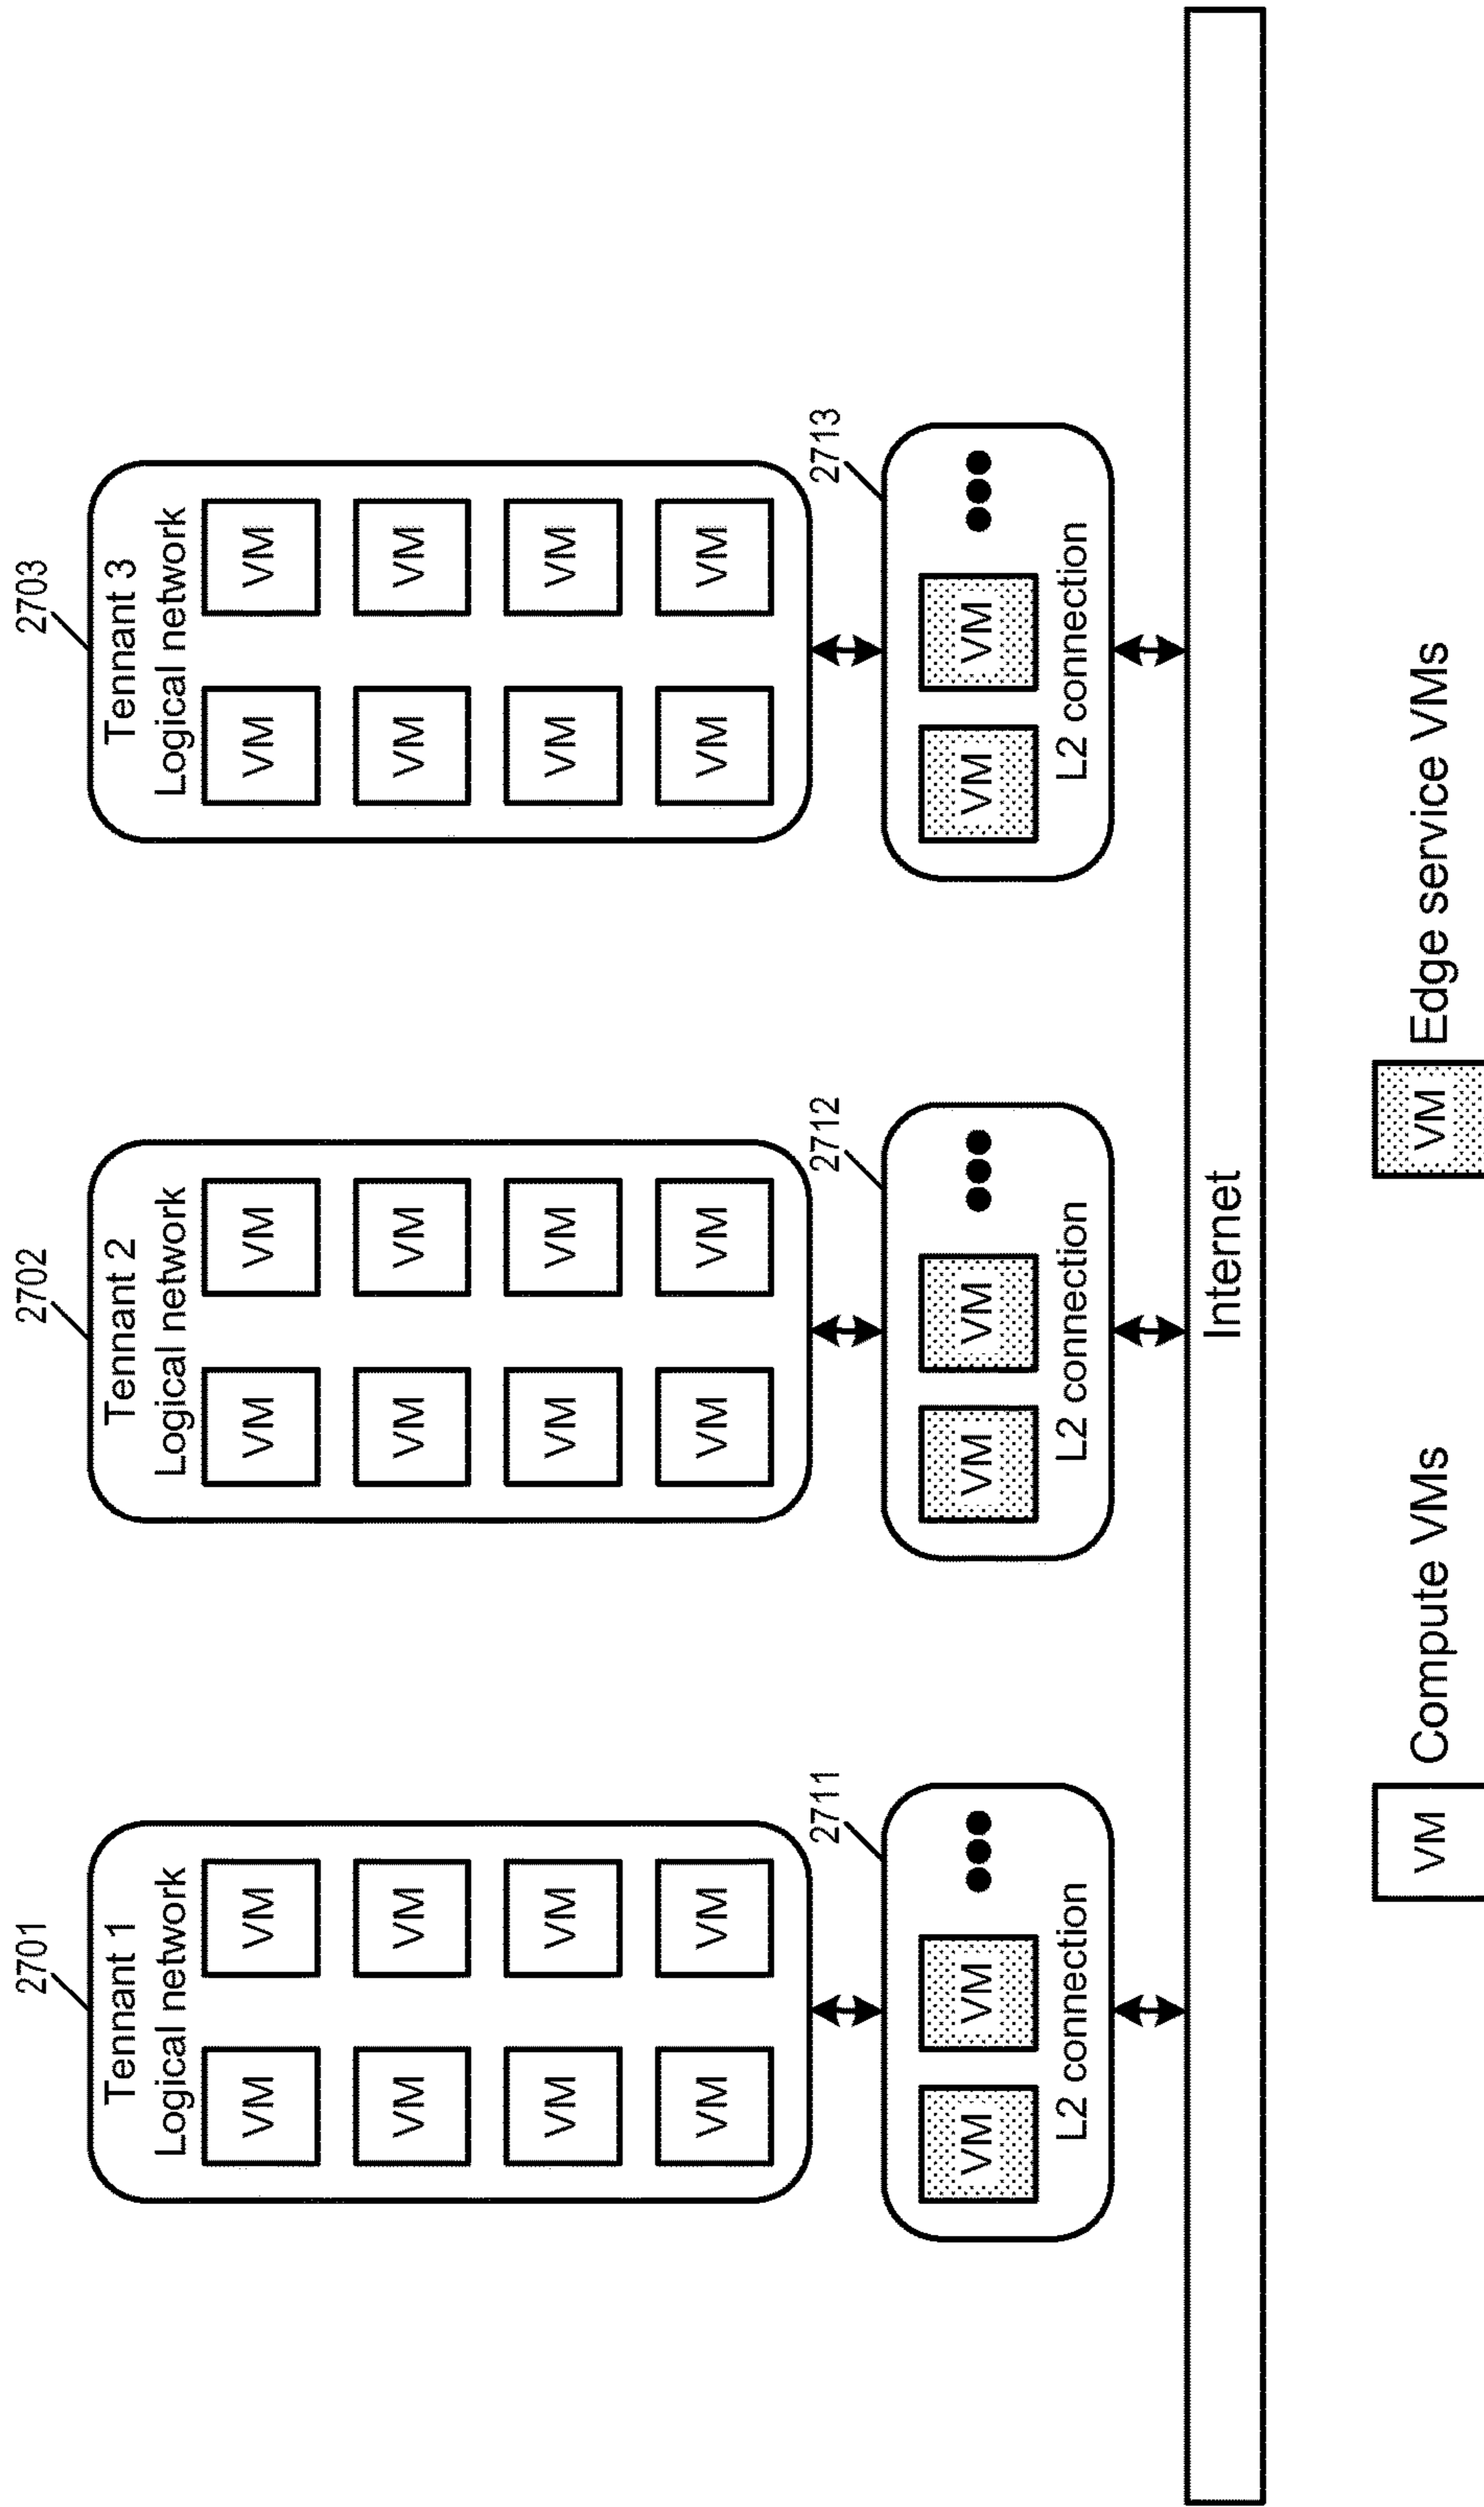 2701
2702
2703
Tennant 1
Logical network
Tennant 2
Logical network
Tennant 3
Logical network
VM VM VM VM VM VM
VM VM VM VM VM VM
VM VM VM VM VM VM
VM VM VM VM VM VM
2711
2712
2713
VM VM VM VM VM VM
L2 connection
L2 connection
L2 connection
Internet
VM Compute VMs
VM Edge service VMs